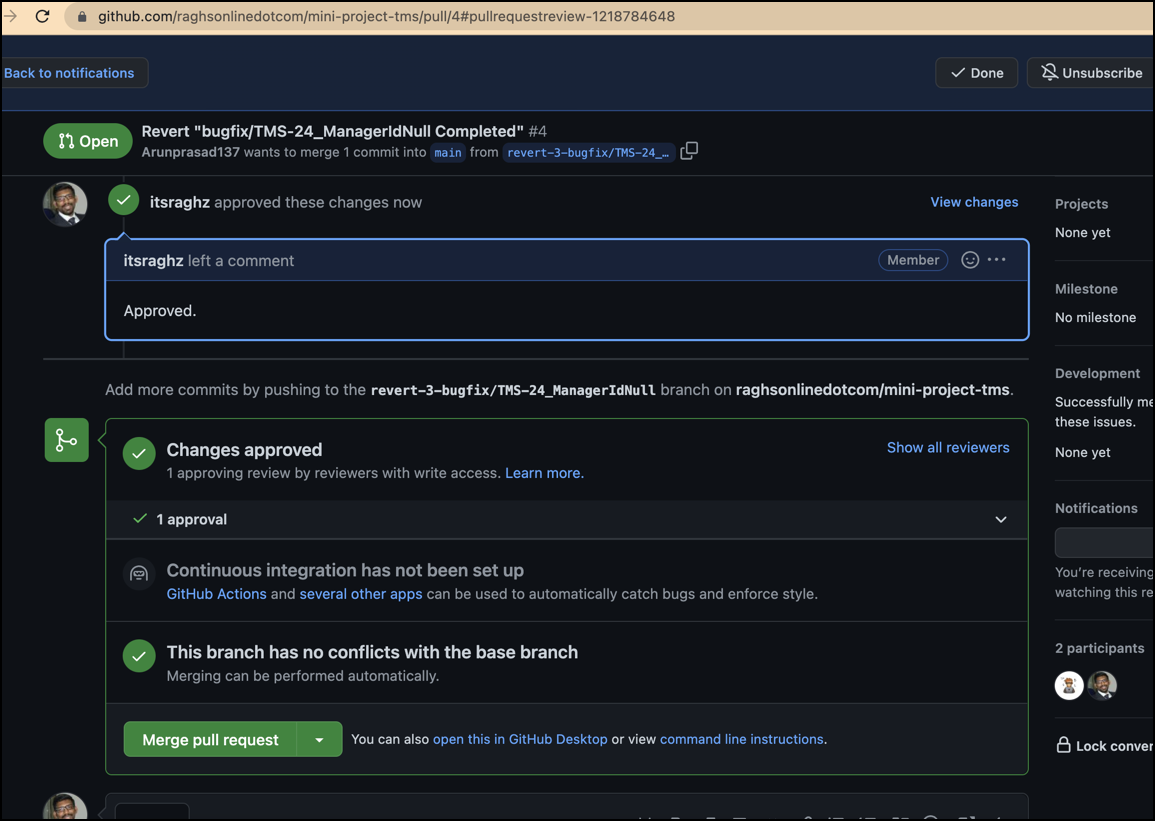 github.com/raghsonlinedotcom/mini-project-tms/pull/4#pullrequestreview-1218784648
Back to notifications
Done
Unsubscribe
Open
Revert "bugfix/TMS-24_ManagerIdNull Completed" #4
Arunprasad137 wants to merge 1 commit into main from revert-3-bugfix/TMS-24_…
itsraghz approved these changes now
View changes
itsraghz left a comment
Member
Approved.
Add more commits by pushing to the revert-3-bugfix/TMS-24_ManagerIdNull branch on raghsonlinedotcom/mini-project-tms.
Changes approved
1 approving review by reviewers with write access. Learn more.
Show all reviewers
1 approval
Continuous integration has not been set up
GitHub Actions and several other apps can be used to automatically catch bugs and enforce style.
This branch has no conflicts with the base branch
Merging can be performed automatically.
Merge pull request
You can also open this in GitHub Desktop or view command line instructions.
Projects
None yet
Milestone
No milestone
Development
Successfully me
these issues.
None yet
Notifications
You're receiving
watching this re
2 participants
Lock conver